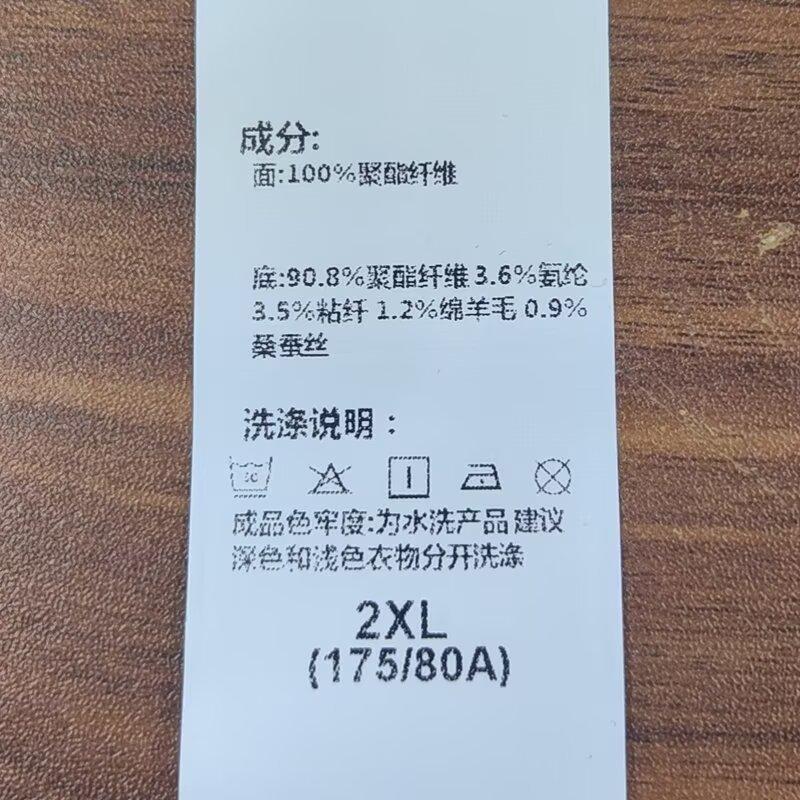 成分:
面:100%聚酯纤维
底:90.8%聚酯纤维 3.6%氨纶
3.5%粘纤 1.2%绵羊毛 0.9%
桑蚕丝
洗涤说明：
成品色牢度:为水洗产品 建议
深色和浅色衣物分开洗涤
2XL
(175/80A)